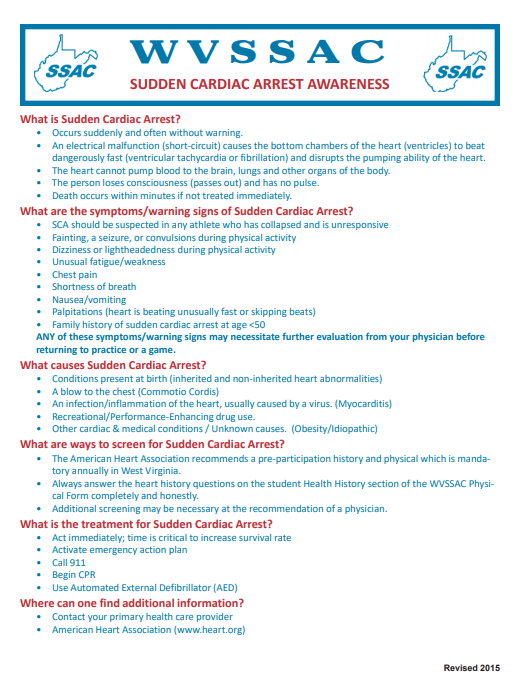 SSAC
WVSSAC
SUDDEN CARDIAC ARREST AWARENESS
SSAC
What is Sudden Cardiac Arrest?
• Occurs suddenly and often without warning.
• An electrical malfunction (short-circuit) causes the bottom chambers of the heart (ventricles) to beat
dangerously fast (ventricular tachycardia or fibrillation) and disrupts the pumping ability of the heart.
• The heart cannot pump blood to the brain, lungs and other organs of the body.
• The person loses consciousness (passes out) and has no pulse.
• Death occurs within minutes if not treated immediately.
What are the symptoms/warning signs of Sudden Cardiac Arrest?
• SCA should be suspected in any athlete who has collapsed and is unresponsive
• Fainting, a seizure, or convulsions during physical activity
• Dizziness or lightheadedness during physical activity
• Unusual fatigue/weakness
• Chest pain
• Shortness of breath
• Nausea/vomiting
• Palpitations (heart is beating unusually fast or skipping beats)
• Family history of sudden cardiac arrest at age <50
ANY of these symptoms/warning signs may necessitate further evaluation from your physician before
returning to practice or a game.
What causes Sudden Cardiac Arrest?
• Conditions present at birth (inherited and non-inherited heart abnormalities)
• A blow to the chest (Commotio Cordis)
• An infection/inflammation of the heart, usually caused by a virus. (Myocarditis)
• Recreational/Performance-Enhancing drug use.
• Other cardiac & medical conditions / Unknown causes. (Obesity/Idiopathic)
What are ways to screen for Sudden Cardiac Arrest?
• The American Heart Association recommends a pre-participation history and physical which is manda-
tory annually in West Virginia.
• Always answer the heart history questions on the student Health History section of the WVSSAC Physi-
cal Form completely and honestly.
• Additional screening may be necessary at the recommendation of a physician.
What is the treatment for Sudden Cardiac Arrest?
• Act immediately; time is critical to increase survival rate
• Activate emergency action plan
• Call 911
• Begin CPR
• Use Automated External Defibrillator (AED)
Where can one find additional information?
• Contact your primary health care provider
• American Heart Association (www.heart.org)
Revised 2015